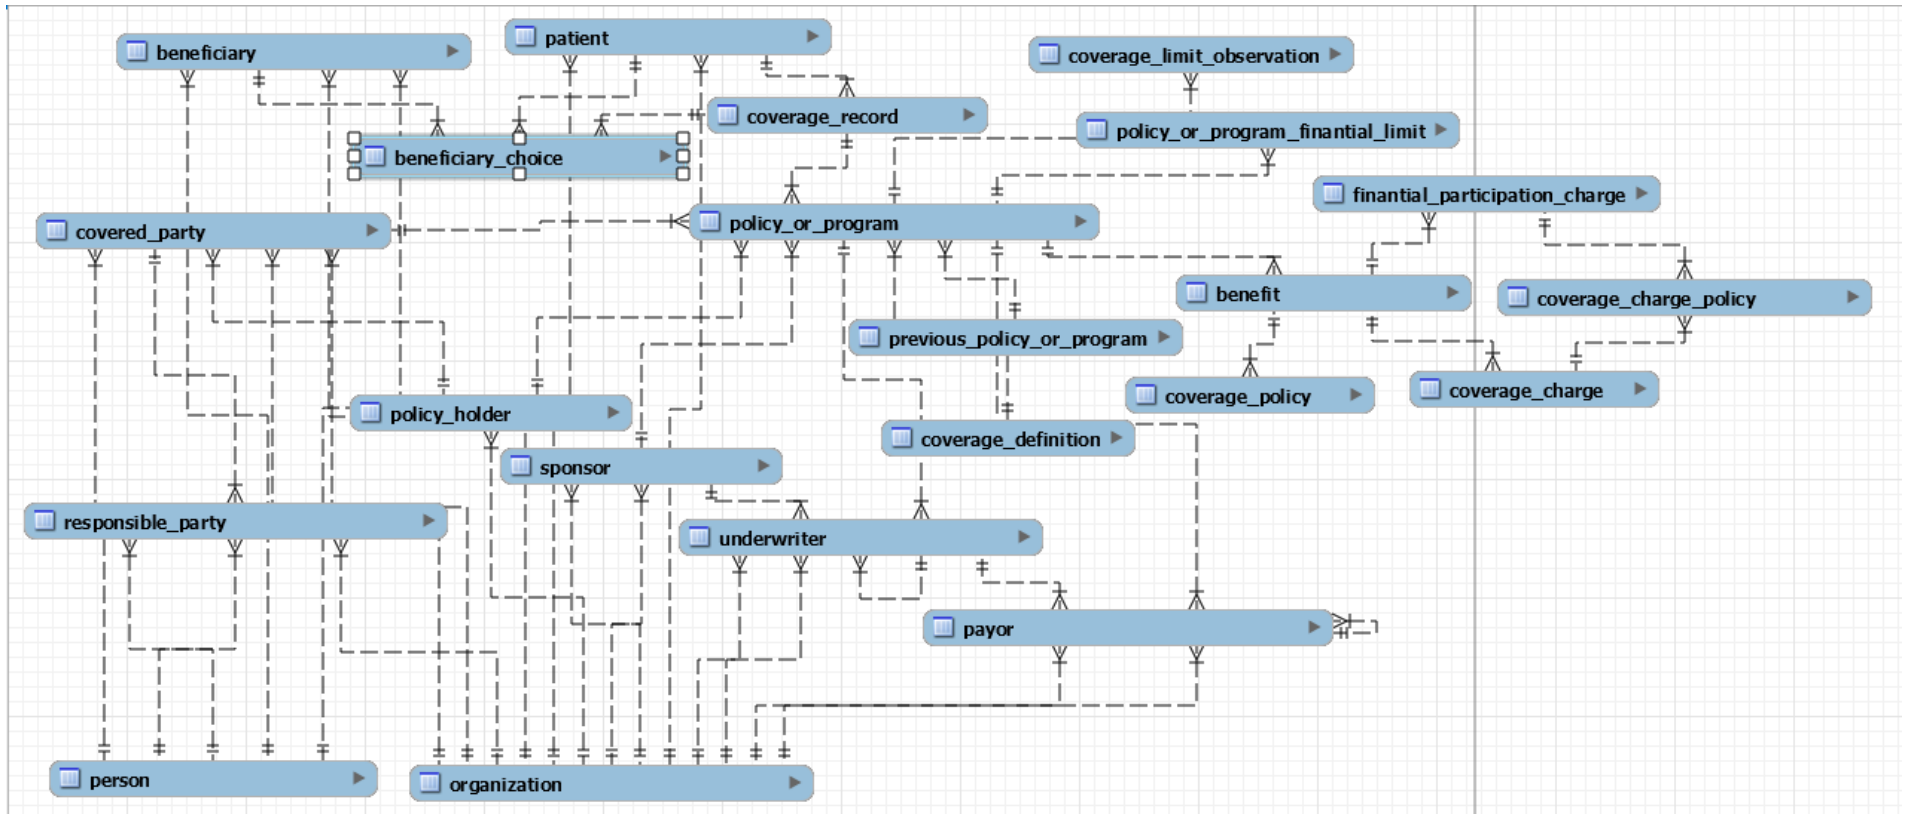 patient
beneficiary
coverage_limit_observation
coverage_record
policy_or_program_finantial_limit
beneficiary_choice
finantial_participation_charge
policy_or_program
covered_party
benefit
coverage_charge_policy
previous_policy_or_program
coverage_charge
coverage_policy
policy_holder
coverage_definition
sponsor
responsible_party
underwriter
payor
person
organization